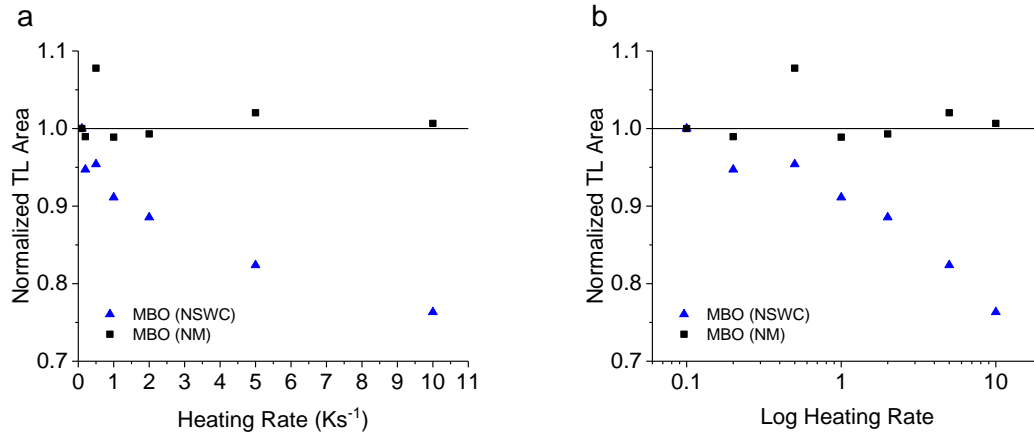 a
1.1
1.0
0.9
0.8
0.7
Normalized TL Area
MBO (NSWC)
MBO (NM)
0 1 2 3 4 5 6 7 8 9 10 11
Heating Rate (Ks⁻¹)
b
1.1
1.0
0.9
0.8
0.7
Normalized TL Area
MBO (NSWC)
MBO (NM)
0.1 1 10
Log Heating Rate